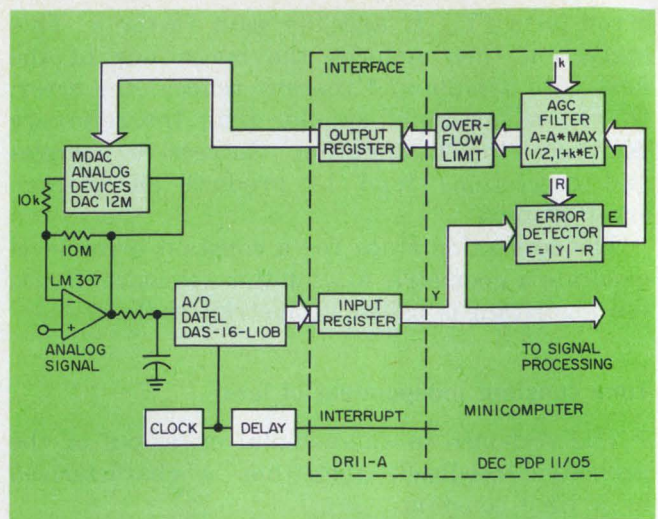 INTERFACE
k
MDAC
ANALOG
DEVICES
DAC 12M
OUTPUT
REGISTER
OVER-
FLOW
LIMIT
AGC
FILTER
A=A*MAX
(1/2, 1+k*E)
10k
10M
R
E
ERROR
DETECTOR
E=|Y|-R
LM 307
−
+
ANALOG
SIGNAL
A/D
DATEL
DAS-16-L10B
INPUT
REGISTER
Y
TO SIGNAL
PROCESSING
CLOCK
DELAY
INTERRUPT
MINICOMPUTER
DR11-A
DEC PDP 11/05